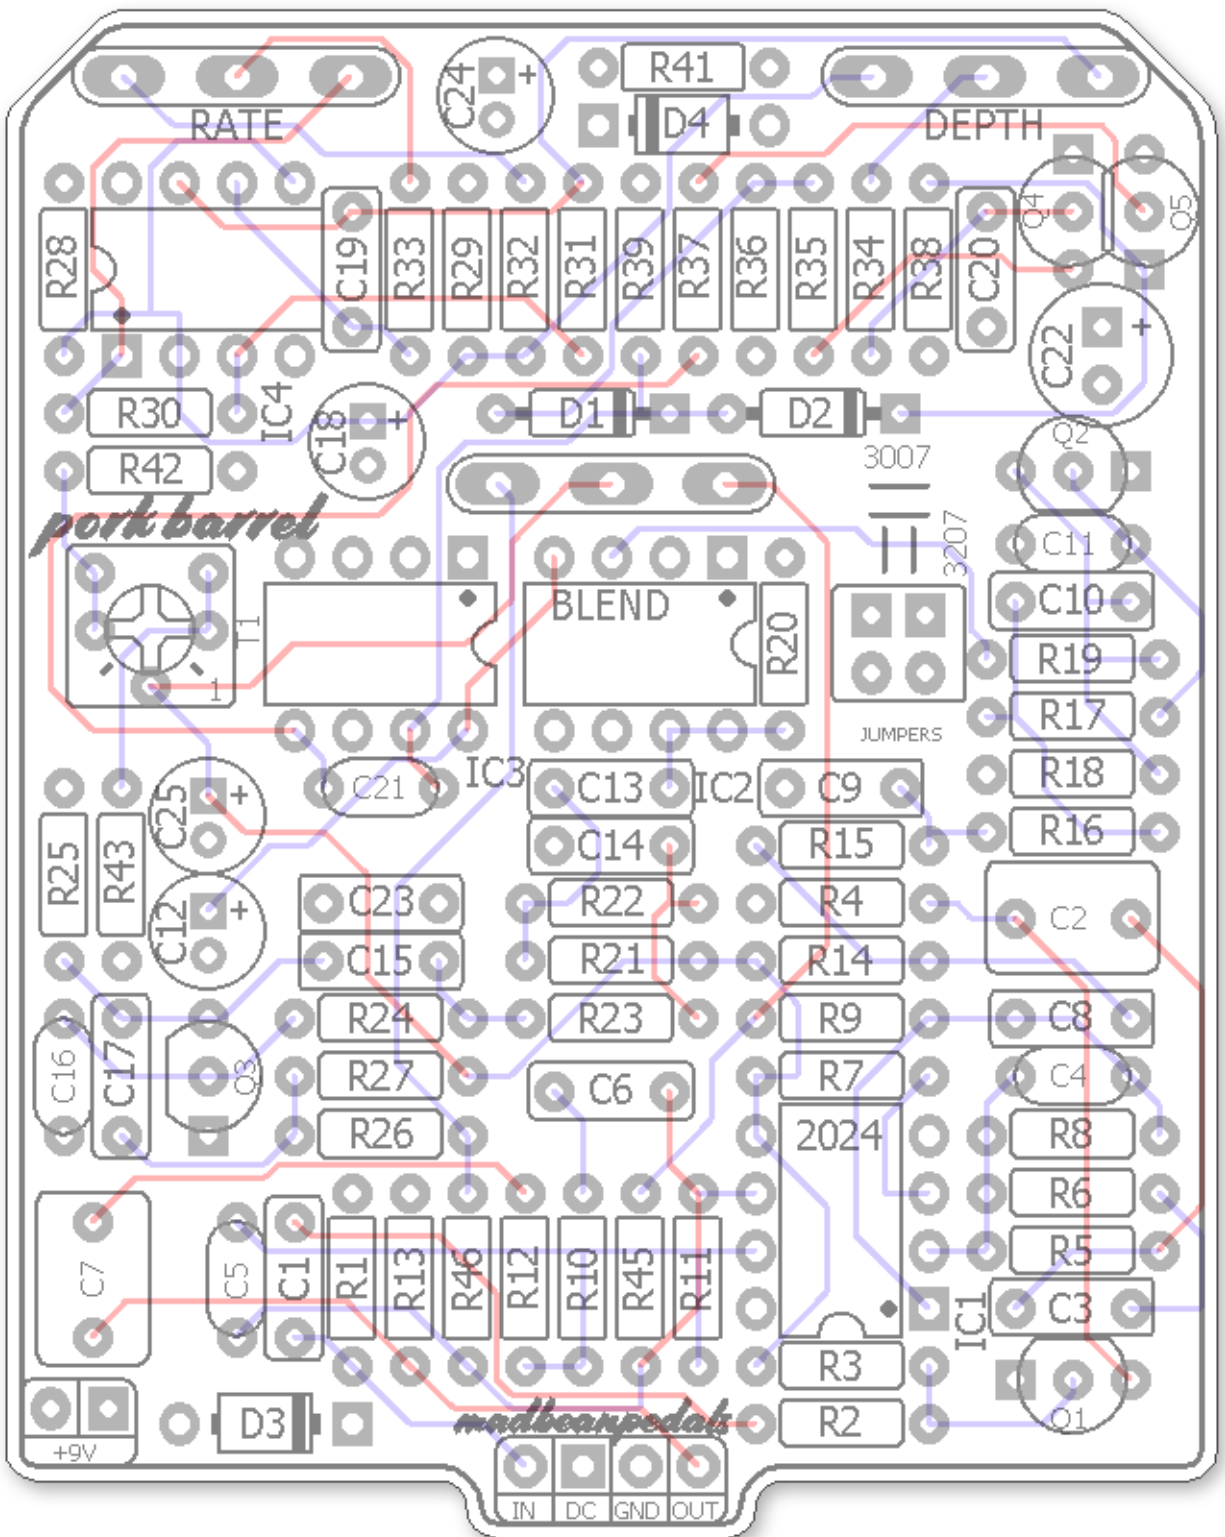 C24
+
R41
D4
RATE
DEPTH
Q4
Q5
R28
C19
R33
R29
R32
R31
R39
R37
R36
R35
R34
R38
C20
C22
+
R30
IC4
C18
+
D1
D2
Q2
R42
3007
pork barrel
3207
C11
T1
1
BLEND
R20
C10
R19
R17
JUMPERS
IC3
C21
C13
IC2
C9
R18
C25
+
R25
R43
C14
R15
R16
C12
+
C23
R22
R4
C2
C15
R21
R14
R24
R23
R9
C8
C16
C17
Q3
R27
C6
R7
C4
R26
2024
R8
R6
C7
C5
C1
R1
R13
R46
R12
R10
R45
R11
R5
IC1
C3
R3
D3
madbeanpedals
R2
Q1
+9V
IN DC GND OUT